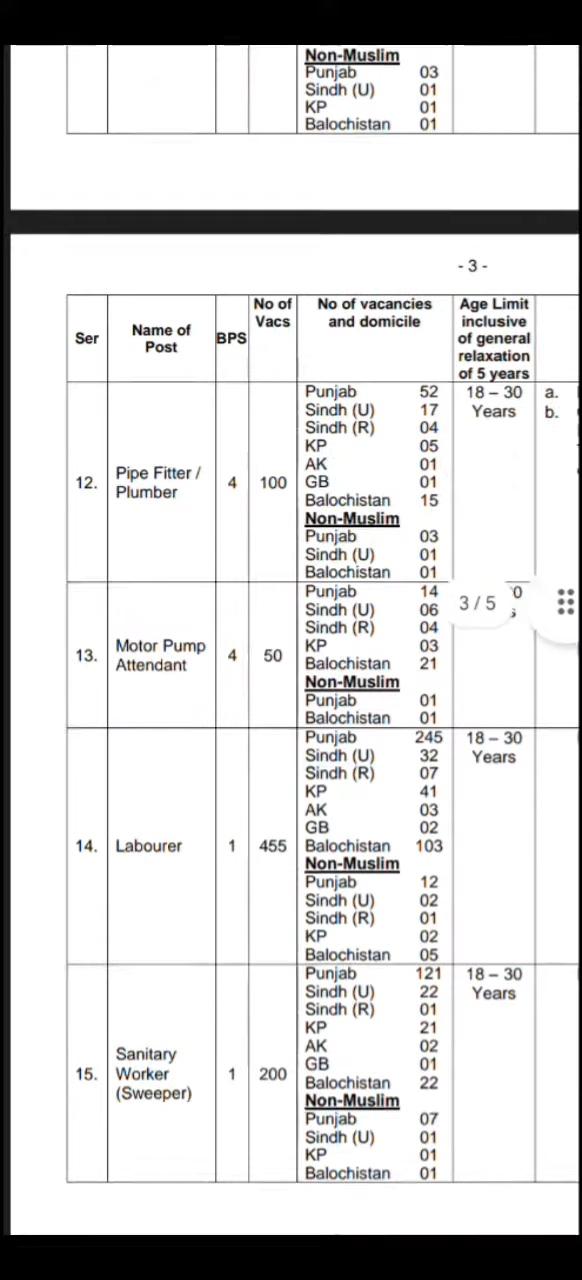 Non-Muslim
Punjab 03
Sindh (U) 01
KP 01
Balochistan 01
- 3 -
Ser Name of Post BPS No of Vacs No of vacancies and domicile Age Limit inclusive of general relaxation of 5 years
12. Pipe Fitter / Plumber 4 100
Punjab 52 18 – 30 Years a.
Sindh (U) 17 b.
Sindh (R) 04
KP 05
AK 01
GB 01
Balochistan 15
Non-Muslim
Punjab 03
Sindh (U) 01
Balochistan 01
13. Motor Pump Attendant 4 50
Punjab 14
Sindh (U) 06 3 / 5
Sindh (R) 04
KP 03
Balochistan 21
Non-Muslim
Punjab 01
Balochistan 01
14. Labourer 1 455
Punjab 245 18 – 30 Years
Sindh (U) 32
Sindh (R) 07
KP 41
AK 03
GB 02
Balochistan 103
Non-Muslim
Punjab 12
Sindh (U) 02
Sindh (R) 01
KP 02
Balochistan 05
15. Sanitary Worker (Sweeper) 1 200
Punjab 121 18 – 30 Years
Sindh (U) 22
Sindh (R) 01
KP 21
AK 02
GB 01
Balochistan 22
Non-Muslim
Punjab 07
Sindh (U) 01
KP 01
Balochistan 01